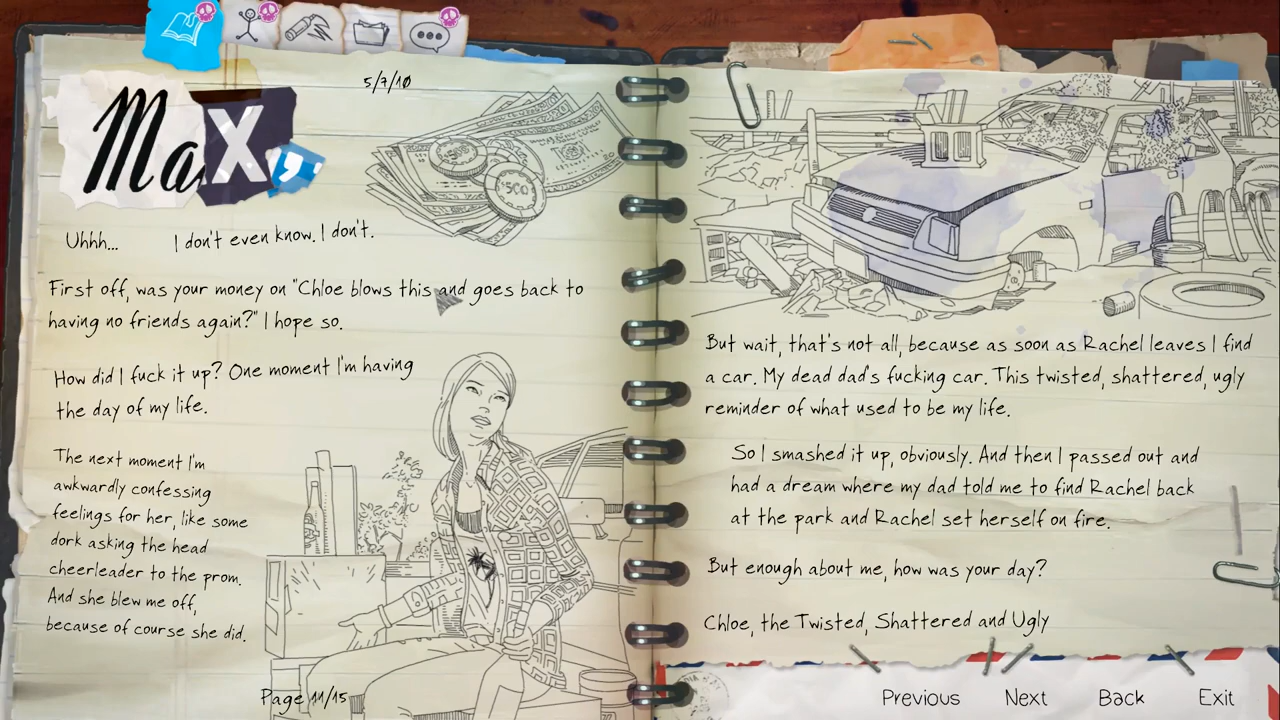 5/7/10
Max,
500
Uhhh... I don't even know. I don't.
First off, was your money on "Chloe blows this and goes back to
having no friends again?" I hope so.
How did I fuck it up? One moment I'm having
the day of my life.
The next moment I'm
awkwardly confessing
feelings for her, like some
dork asking the head
cheerleader to the prom.
And she blew me off,
because of course she did.
Page 11/15
But wait, that's not all, because as soon as Rachel leaves I find
a car. My dead dad's fucking car. This twisted, shattered, ugly
reminder of what used to be my life.
So I smashed it up, obviously. And then I passed out and
had a dream where my dad told me to find Rachel back
at the park and Rachel set herself on fire.
But enough about me, how was your day?
Chloe, the Twisted, Shattered and Ugly
Previous Next Back Exit